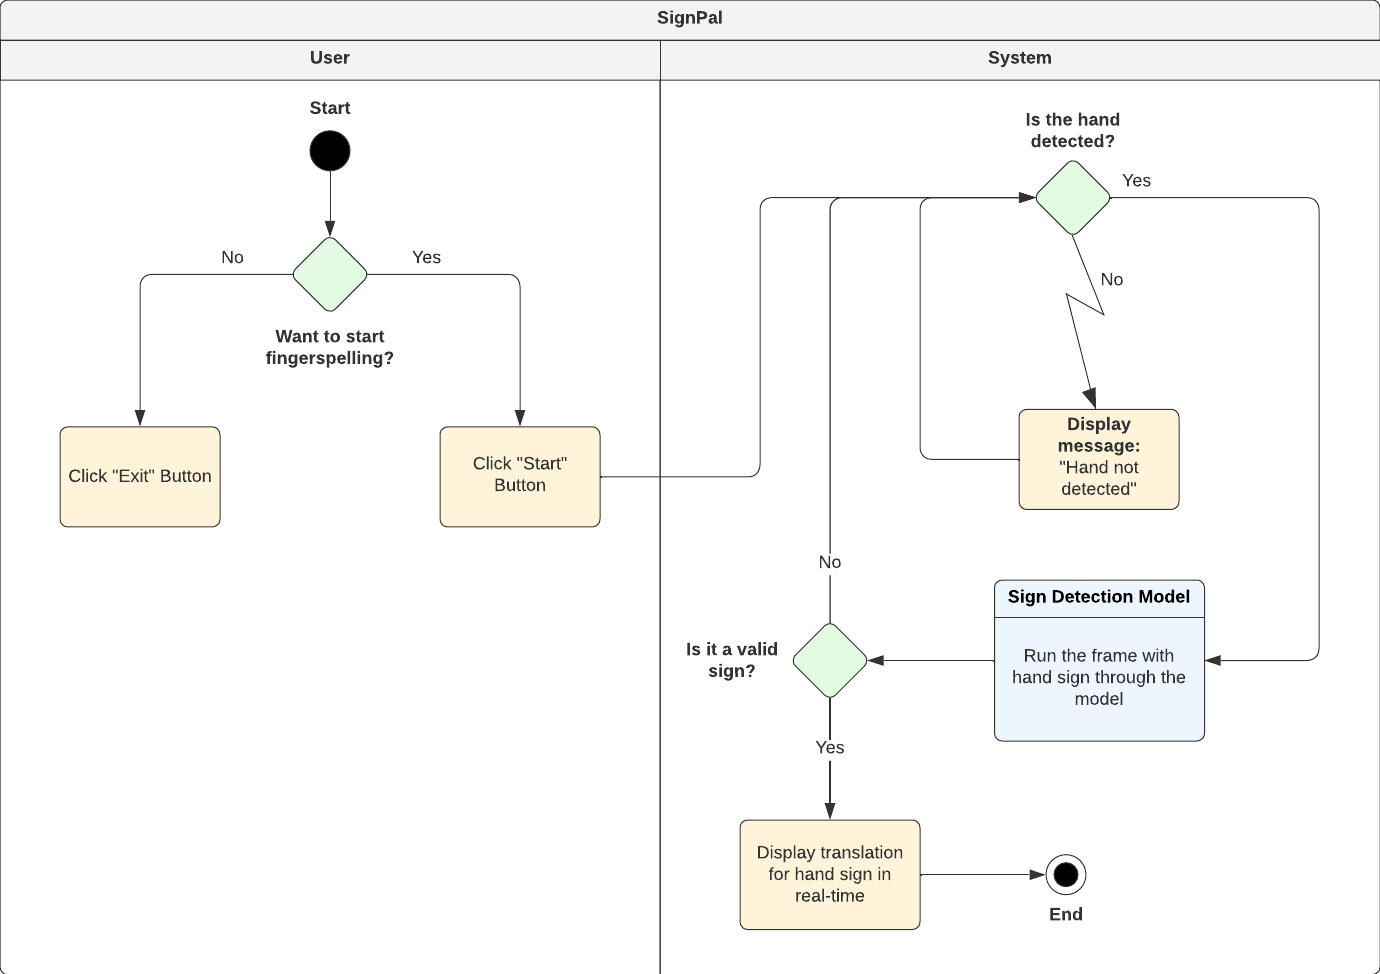 SignPal
User
System
Start
Is the hand
detected?
Yes
No
Yes
No
Want to start
fingerspelling?
Click "Exit" Button
Click "Start"
Button
Display
message:
"Hand not
detected"
No
Sign Detection Model
Is it a valid
sign?
Run the frame with
hand sign through the
model
Yes
Display translation
for hand sign in
real-time
End